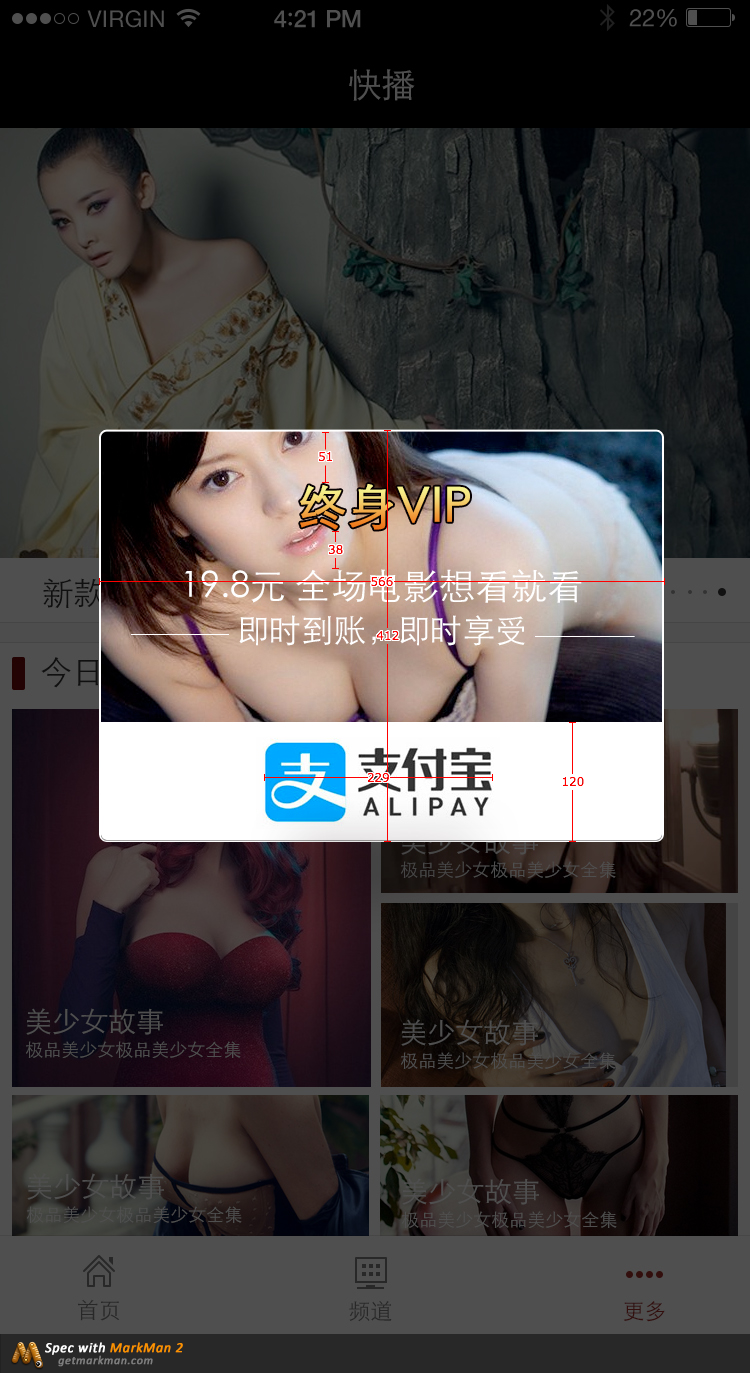 VIRGIN 4:21 PM 22%
快播
51
终身VIP
38
19.8元 全场电影想看就看
566
新款
即时到账，即时享受
412
今日
支付宝
229
120
ALIPAY
美少女故事
极品美少女极品美少女全集
美少女故事
极品美少女极品美少女全集
美少女故事
极品美少女极品美少女全集
美少女故事
极品美少女极品美少女全集
美少女故事
极品美少女极品美少女全集
首页 频道 更多
Spec with MarkMan 2
getmarkman.com